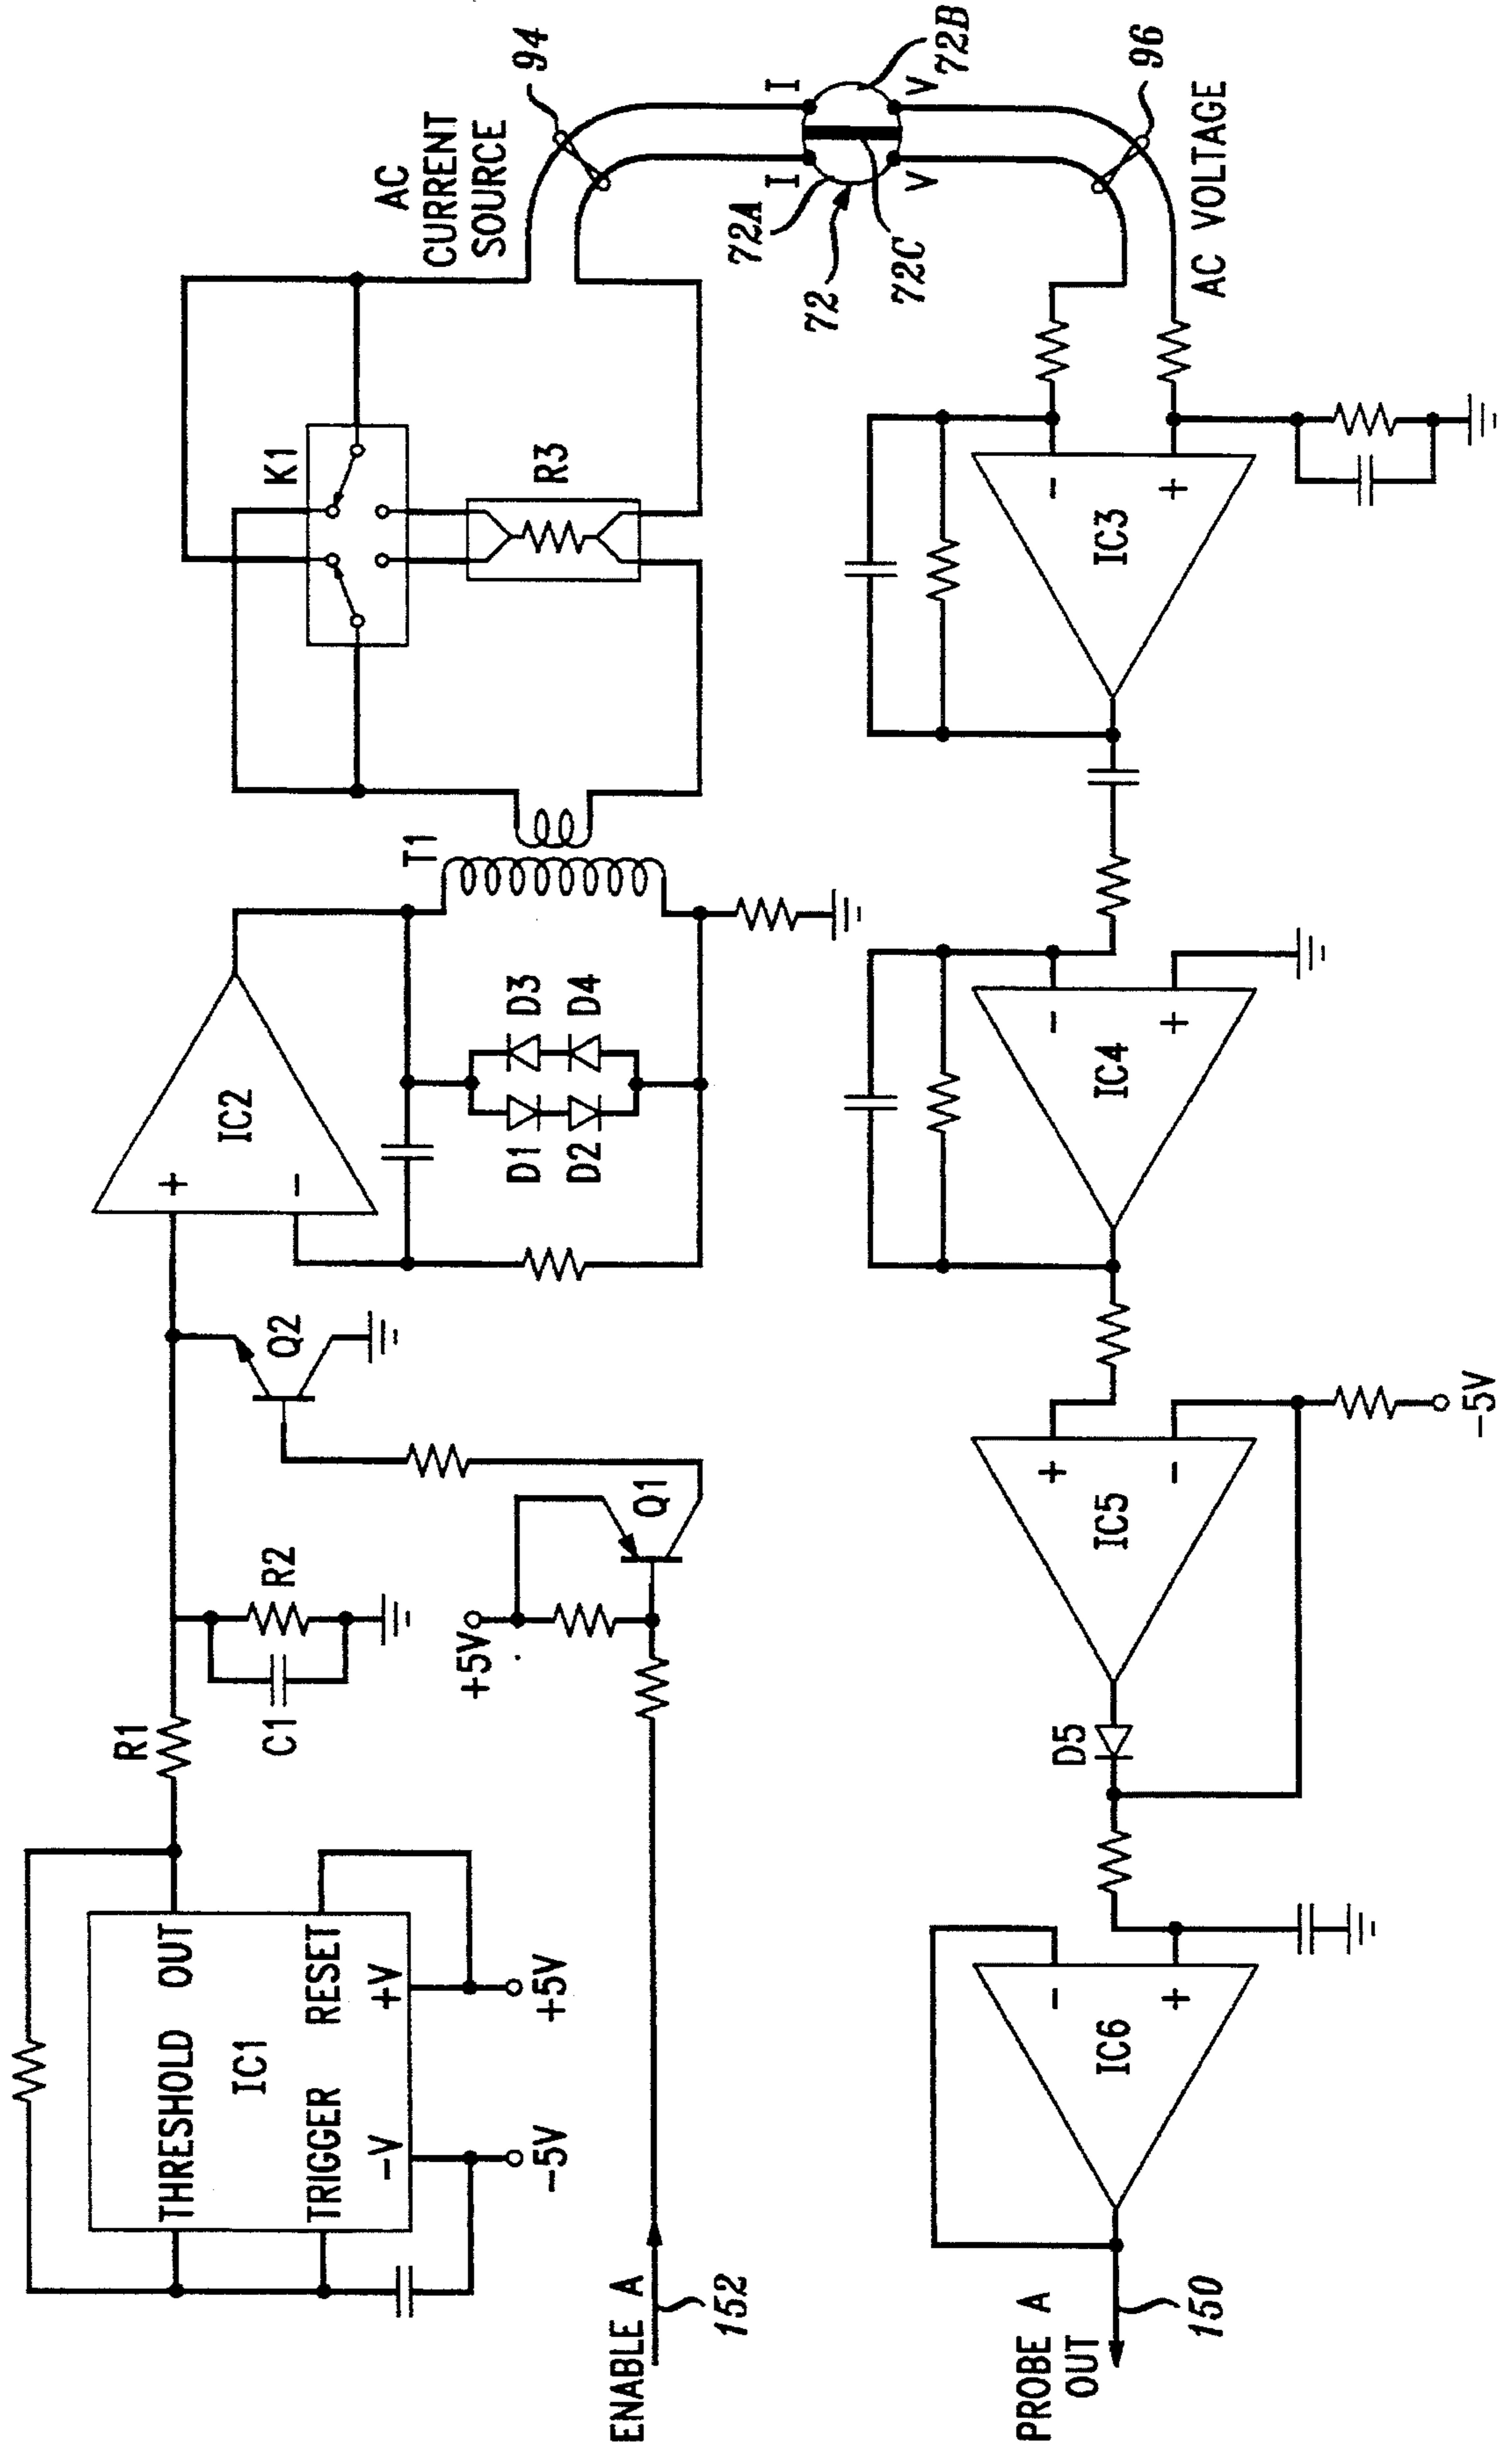 THRESHOLD OUT
IC1
TRIGGER RESET
-V
+V
-5V
+5V
R1
C1
R2
+5V
Q1
Q2
ENABLE A
152
+
-
IC2
D1
D2
D3
D4
T1
K1
R3
AC
CURRENT
SOURCE
94
I
I
72A
72
72C
72B
V
V
96
AC VOLTAGE
-
+
IC3
-
+
IC4
+
-
IC5
-5V
D5
-
+
IC6
PROBE A
OUT
150